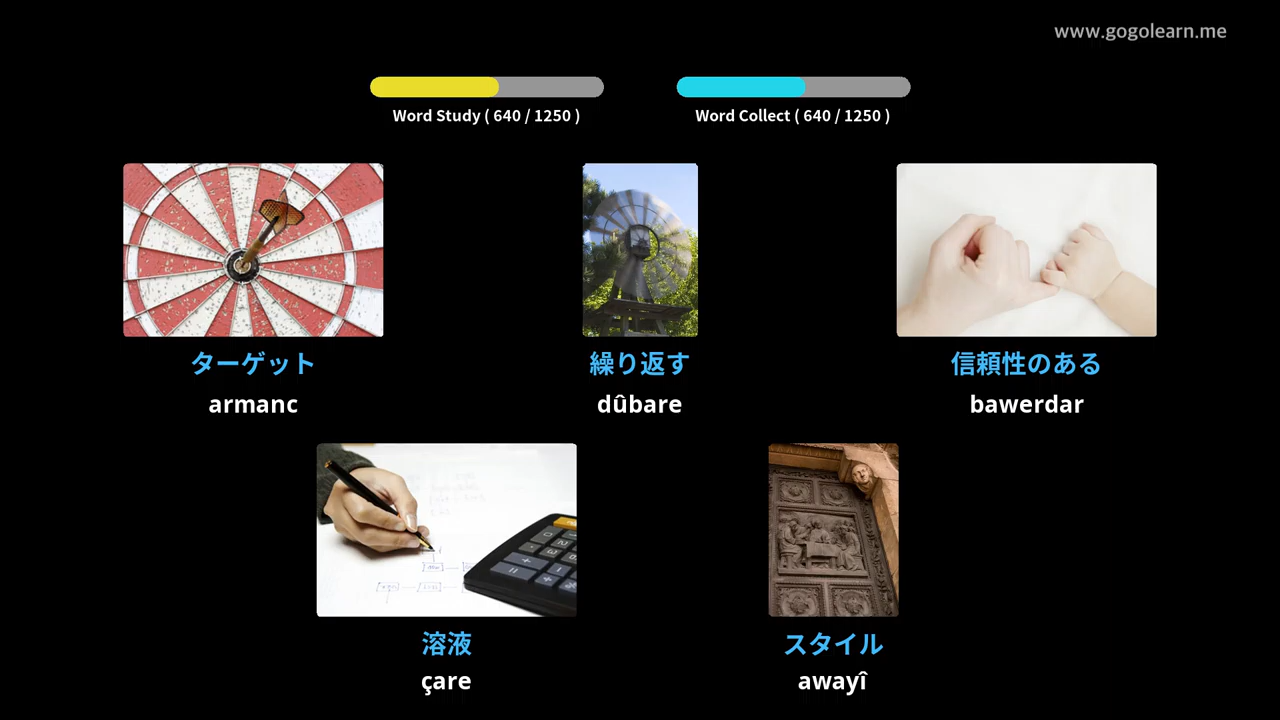 www.gogolearn.me
Word Study ( 640 / 1250 )
Word Collect ( 640 / 1250 )
ターゲット
armanc
繰り返す
dûbare
信頼性のある
bawerdar
溶液
çare
スタイル
awayî